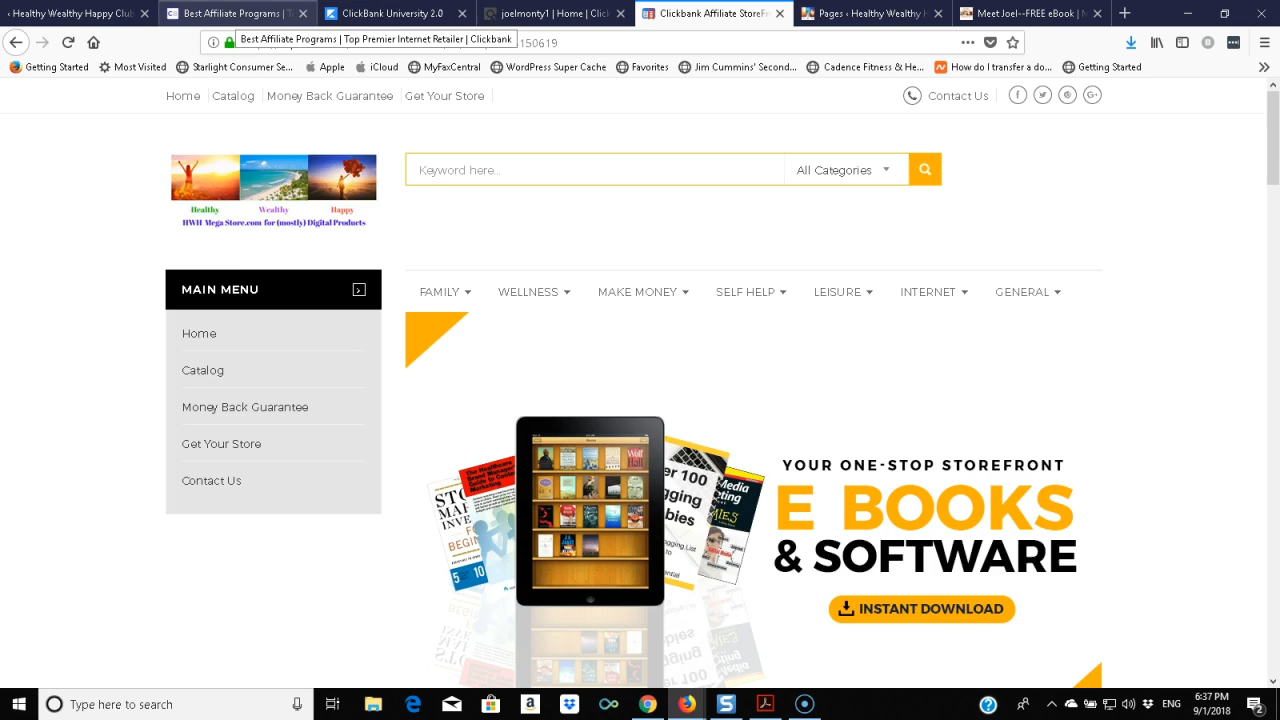 ‹ Healthy Wealthy Happy Club
Best Affiliate Programs | T
ClickBank University 2.0
joelmonty1 | Home | Click
Clickbank Affiliate StoreFr
Pages ‹ Healthy Wealthy H
Meet Joel--FREE eBook |
Best Affiliate Programs | Top Premier Internet Retailer | Clickbank
150619
Getting Started
Most Visited
Starlight Consumer Se...
Apple
iCloud
MyFaxCentral
WordPress Super Cache
Favorites
Jim Cummins' Second...
Cadence Fitness & He...
How do I transfer a do...
Getting Started
Home
Catalog
Money Back Guarantee
Get Your Store
Contact Us
Healthy Wealthy Happy
HWH Mega Store.com for (mostly) Digital Products
Keyword here...
All Categories
MAIN MENU
Home
Catalog
Money Back Guarantee
Get Your Store
Contact Us
FAMILY
WELLNESS
MAKE MONEY
SELF HELP
LEISURE
INTERNET
GENERAL
YOUR ONE-STOP STOREFRONT
E BOOKS
& SOFTWARE
INSTANT DOWNLOAD
Type here to search
ENG
6:37 PM
9/1/2018
2